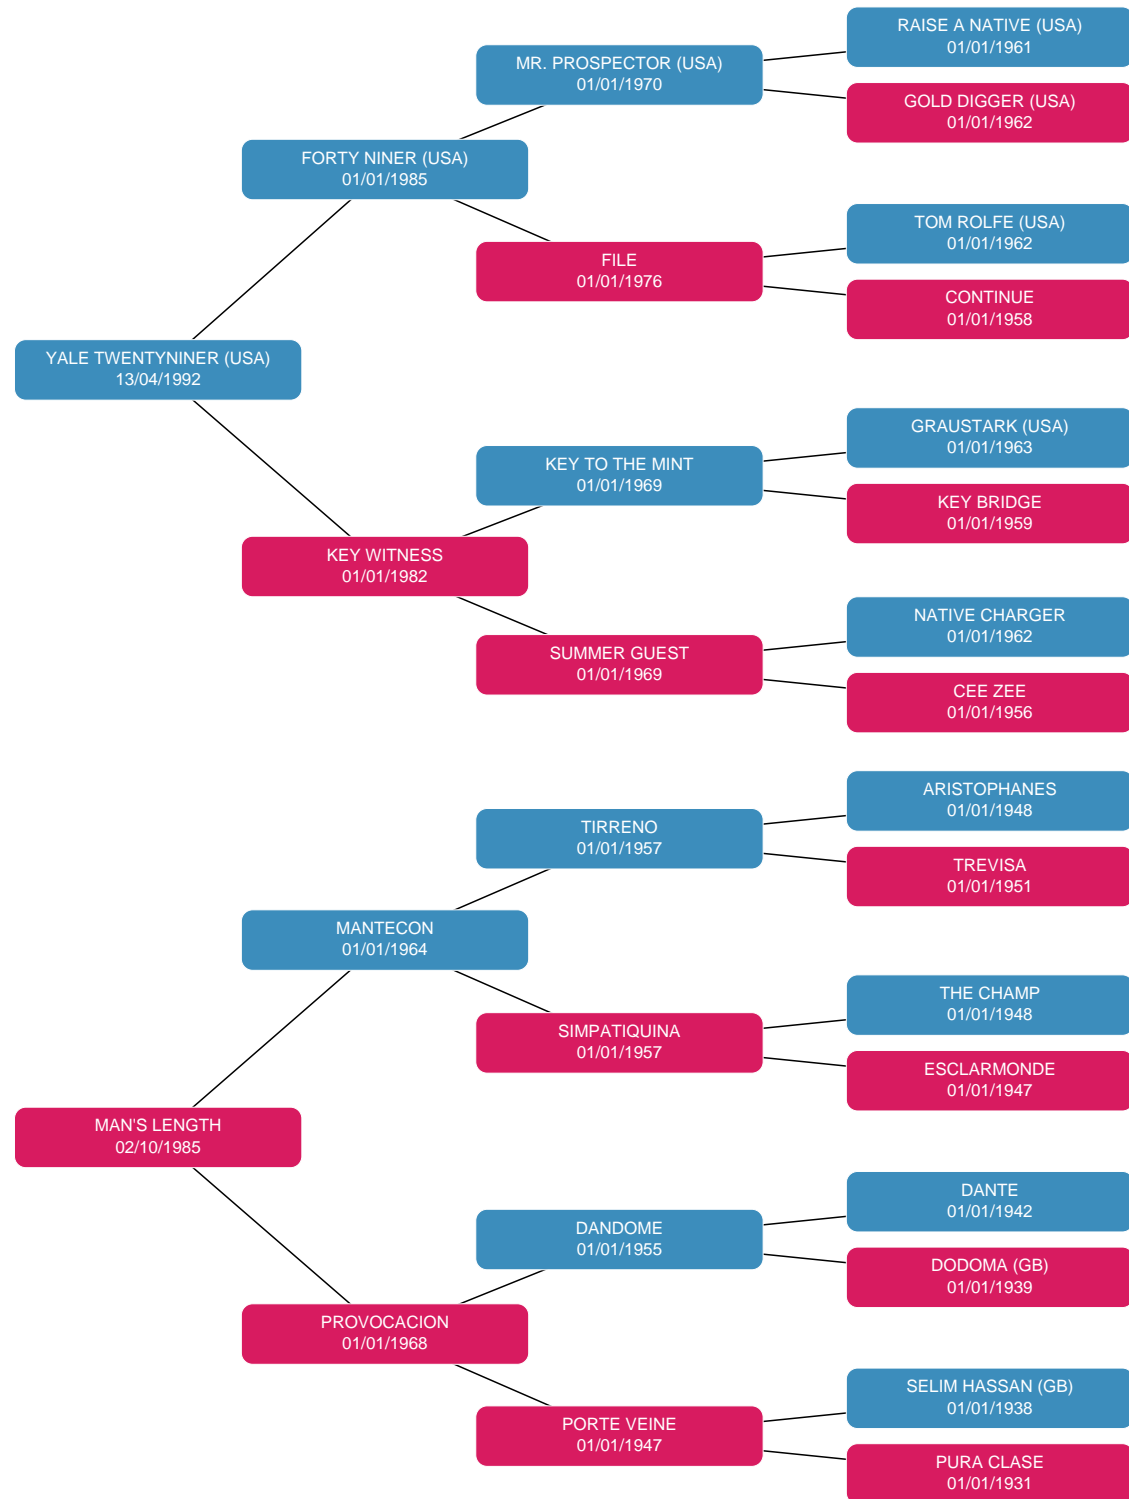 RAISE A NATIVE (USA)
01/01/1961
MR. PROSPECTOR (USA)
01/01/1970
GOLD DIGGER (USA)
01/01/1962
FORTY NINER (USA)
01/01/1985
TOM ROLFE (USA)
01/01/1962
FILE
01/01/1976
CONTINUE
01/01/1958
YALE TWENTYNINER (USA)
13/04/1992
GRAUSTARK (USA)
01/01/1963
KEY TO THE MINT
01/01/1969
KEY BRIDGE
01/01/1959
KEY WITNESS
01/01/1982
NATIVE CHARGER
01/01/1962
SUMMER GUEST
01/01/1969
CEE ZEE
01/01/1956
ARISTOPHANES
01/01/1948
TIRRENO
01/01/1957
TREVISA
01/01/1951
MANTECON
01/01/1964
THE CHAMP
01/01/1948
SIMPATIQUINA
01/01/1957
ESCLARMONDE
01/01/1947
MAN'S LENGTH
02/10/1985
DANTE
01/01/1942
DANDOME
01/01/1955
DODOMA (GB)
01/01/1939
PROVOCACION
01/01/1968
SELIM HASSAN (GB)
01/01/1938
PORTE VEINE
01/01/1947
PURA CLASE
01/01/1931